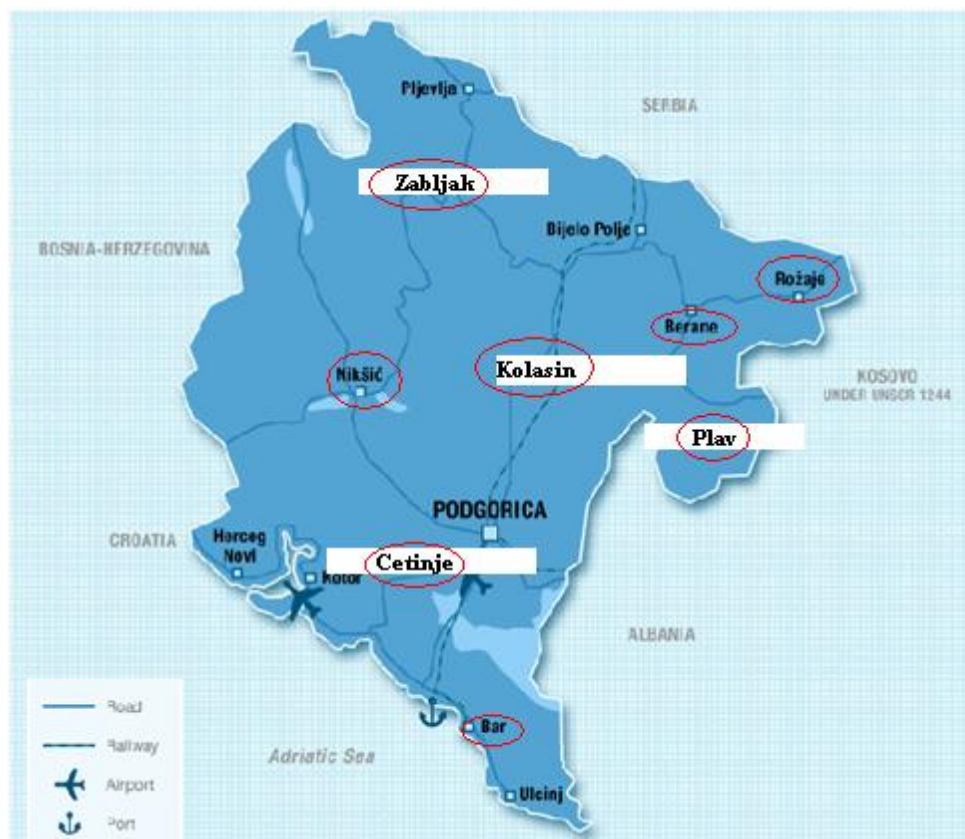 Pljevlja
SERBIA
Zabljak
Bijelo Polje
BOSNIA-HERZEGOVINA
Rožaje
Berane
Kolasin
Nikšić
KOSOVO
UNDER UNSCR 1244
Plav
PODGORICA
CROATIA
Herceg
Novi
Cetinje
Kotor
ALBANIA
Road
Railway
Bar
Adriatic Sea
Airport
Ulcinj
Port